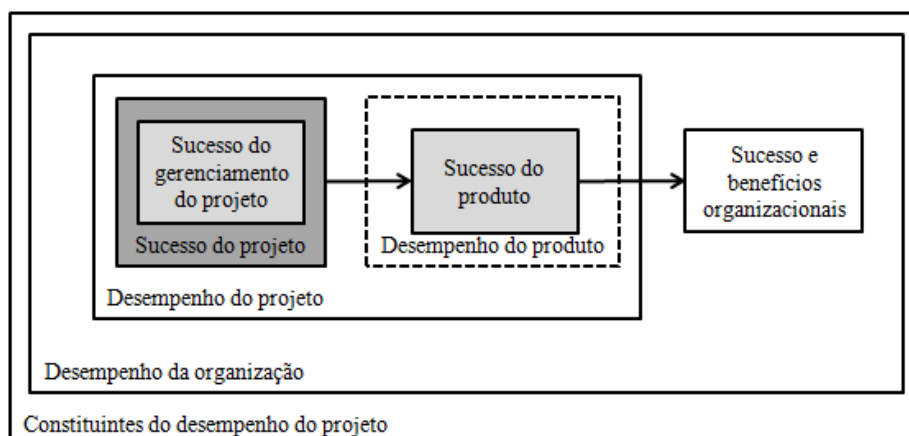 Sucesso do
gerenciamento
do projeto
Sucesso do projeto
Sucesso do
produto
Desempenho do produto
Sucesso e
benefícios
organizacionais
Desempenho do projeto
Desempenho da organização
Constituintes do desempenho do projeto